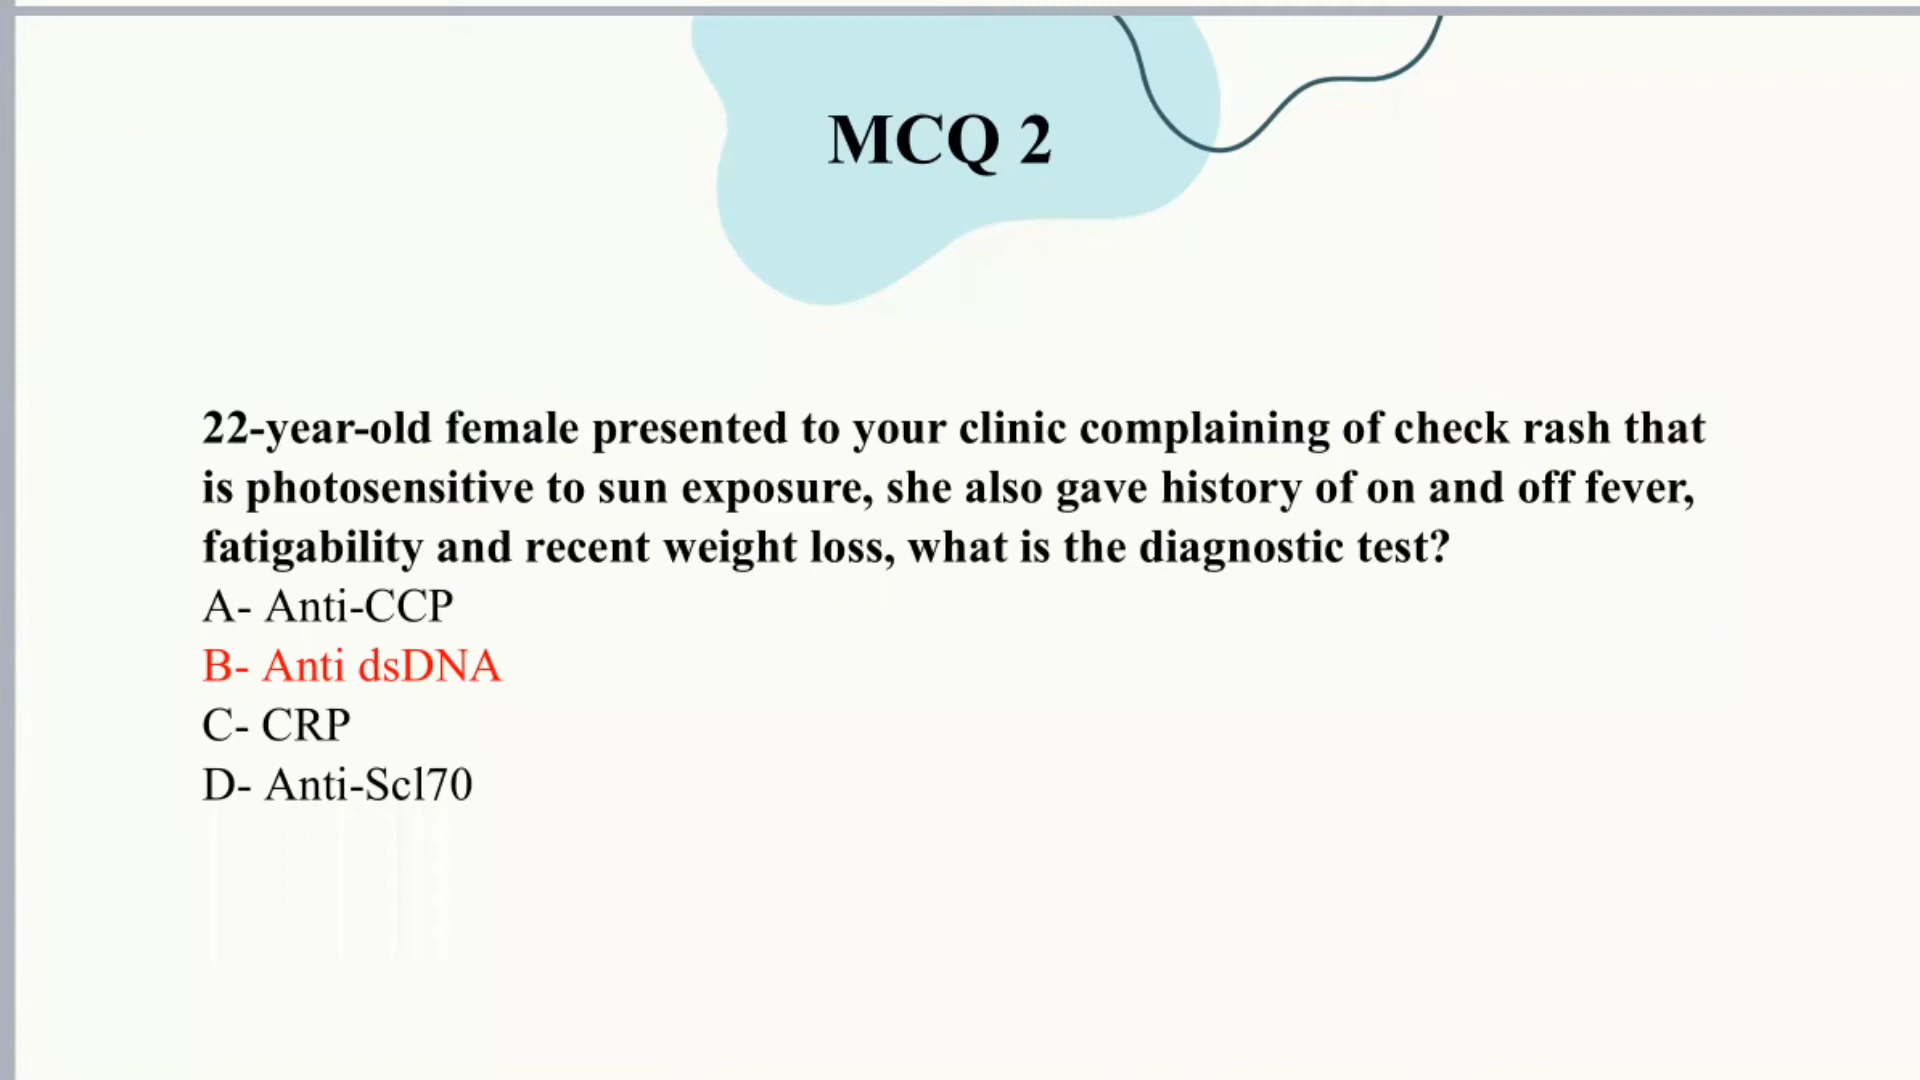 MCQ 2
22-year-old female presented to your clinic complaining of check rash that
is photosensitive to sun exposure, she also gave history of on and off fever,
fatigability and recent weight loss, what is the diagnostic test?
A- Anti-CCP
B- Anti dsDNA
C- CRP
D- Anti-Scl70